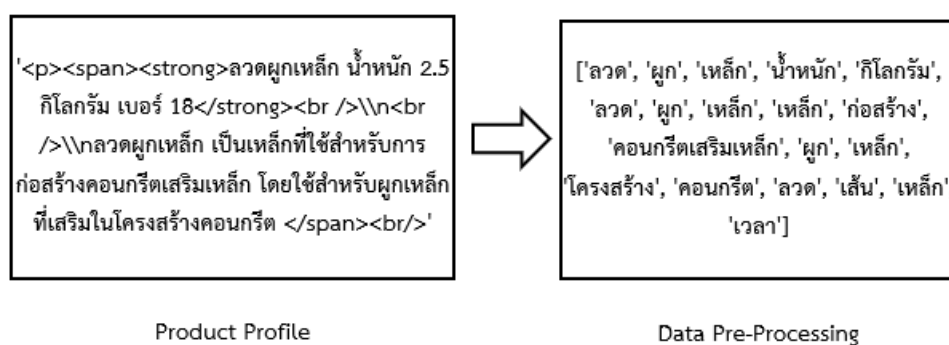 '<p><span><strong>ลวดผูกเหล็ก น้ำหนัก 2.5
กิโลกรัม เบอร์ 18</strong><br />\\n<br
/>\\nลวดผูกเหล็ก เป็นเหล็กที่ใช้สำหรับการ
ก่อสร้างคอนกรีตเสริมเหล็ก โดยใช้สำหรับผูกเหล็ก
ที่เสริมในโครงสร้างคอนกรีต </span><br/>'
Product Profile
['ลวด', 'ผูก', 'เหล็ก', 'น้ำหนัก', 'กิโลกรัม',
'ลวด', 'ผูก', 'เหล็ก', 'เหล็ก', 'ก่อสร้าง',
'คอนกรีตเสริมเหล็ก', 'ผูก', 'เหล็ก',
'โครงสร้าง', 'คอนกรีต', 'ลวด', 'เส้น', 'เหล็ก'
'เวลา']
Data Pre-Processing